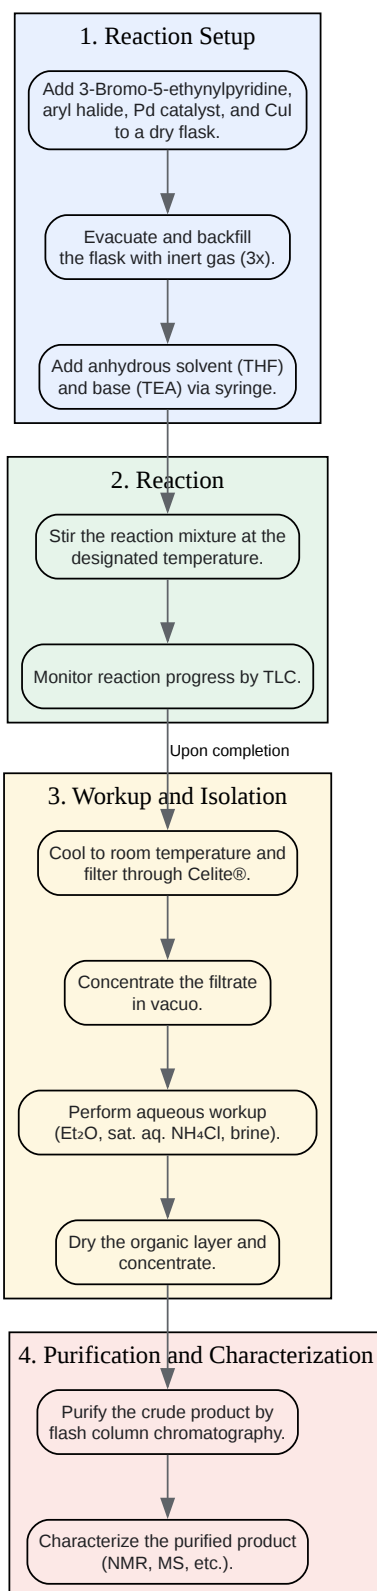 1. Reaction Setup
Add 3-Bromo-5-ethynylpyridine,
aryl halide, Pd catalyst, and CuI
to a dry flask.
Evacuate and backfill
the flask with inert gas (3x).
Add anhydrous solvent (THF)
and base (TEA) via syringe.
2. Reaction
Stir the reaction mixture at the
designated temperature.
Monitor reaction progress by TLC.
Upon completion
3. Workup and Isolation
Cool to room temperature and
filter through Celite®.
Concentrate the filtrate
in vacuo.
Perform aqueous workup
(Et₂O, sat. aq. NH₄Cl, brine).
Dry the organic layer and
concentrate.
4. Purification and Characterization
Purify the crude product by
flash column chromatography.
Characterize the purified product
(NMR, MS, etc.).